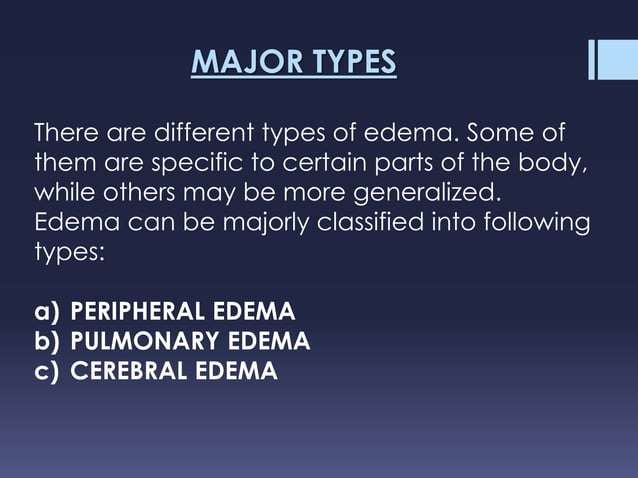 MAJOR TYPES
There are different types of edema. Some of
them are specific to certain parts of the body,
while others may be more generalized.
Edema can be majorly classified into following
types:
a) PERIPHERAL EDEMA
b) PULMONARY EDEMA
c) CEREBRAL EDEMA